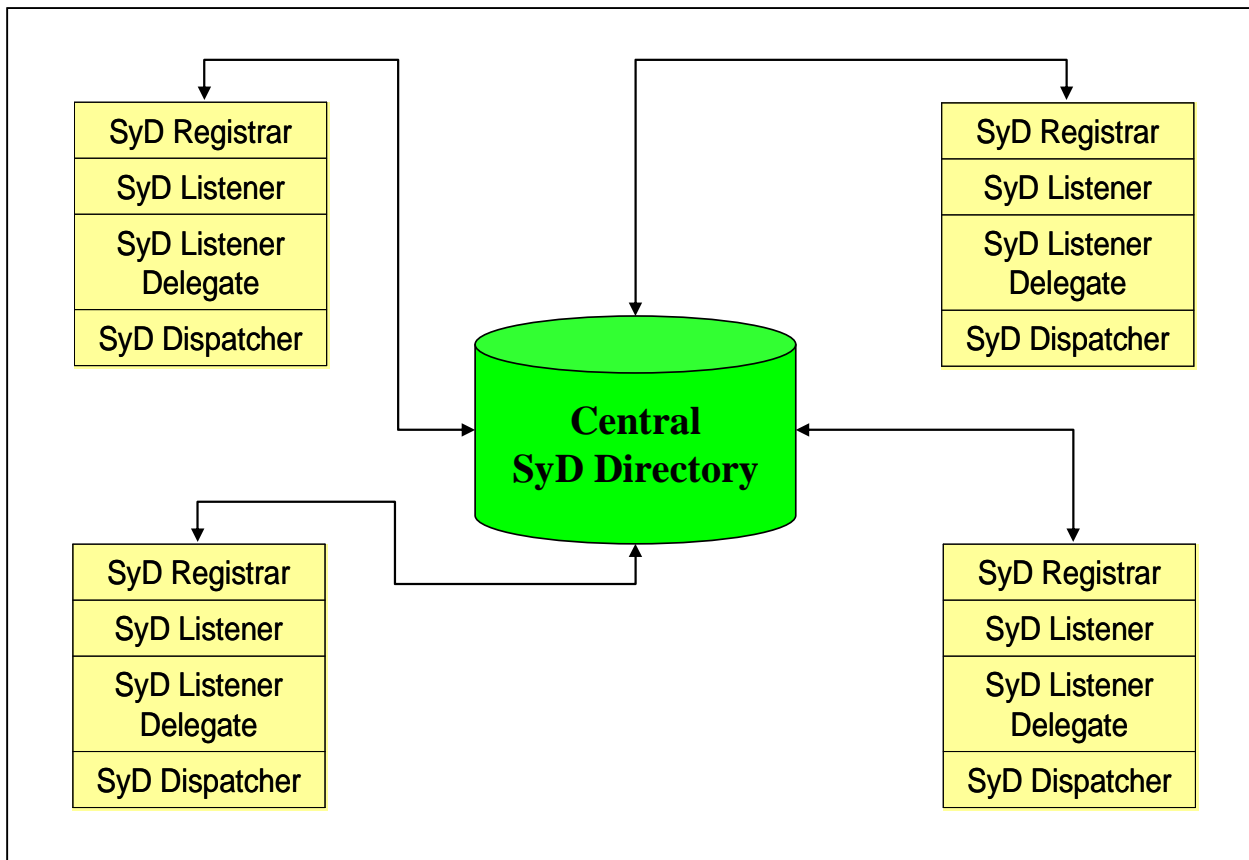 SyD Registrar
SyD Listener
SyD Listener
Delegate
SyD Dispatcher
SyD Registrar
SyD Listener
SyD Listener
Delegate
SyD Dispatcher
Central
SyD Directory
SyD Registrar
SyD Listener
SyD Listener
Delegate
SyD Dispatcher
SyD Registrar
SyD Listener
SyD Listener
Delegate
SyD Dispatcher